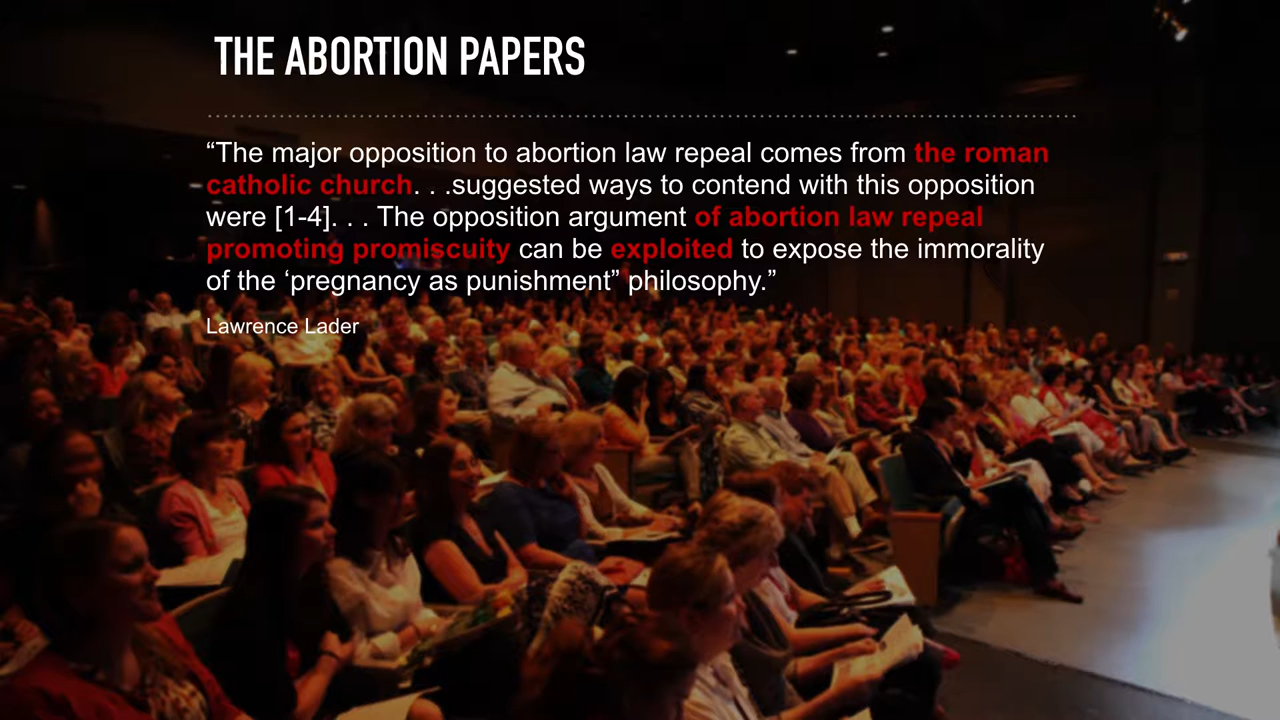 THE ABORTION PAPERS
“The major opposition to abortion law repeal comes from the roman
catholic church. . .suggested ways to contend with this opposition
were [1-4]. . . The opposition argument of abortion law repeal
promoting promiscuity can be exploited to expose the immorality
of the ‘pregnancy as punishment” philosophy.”
Lawrence Lader